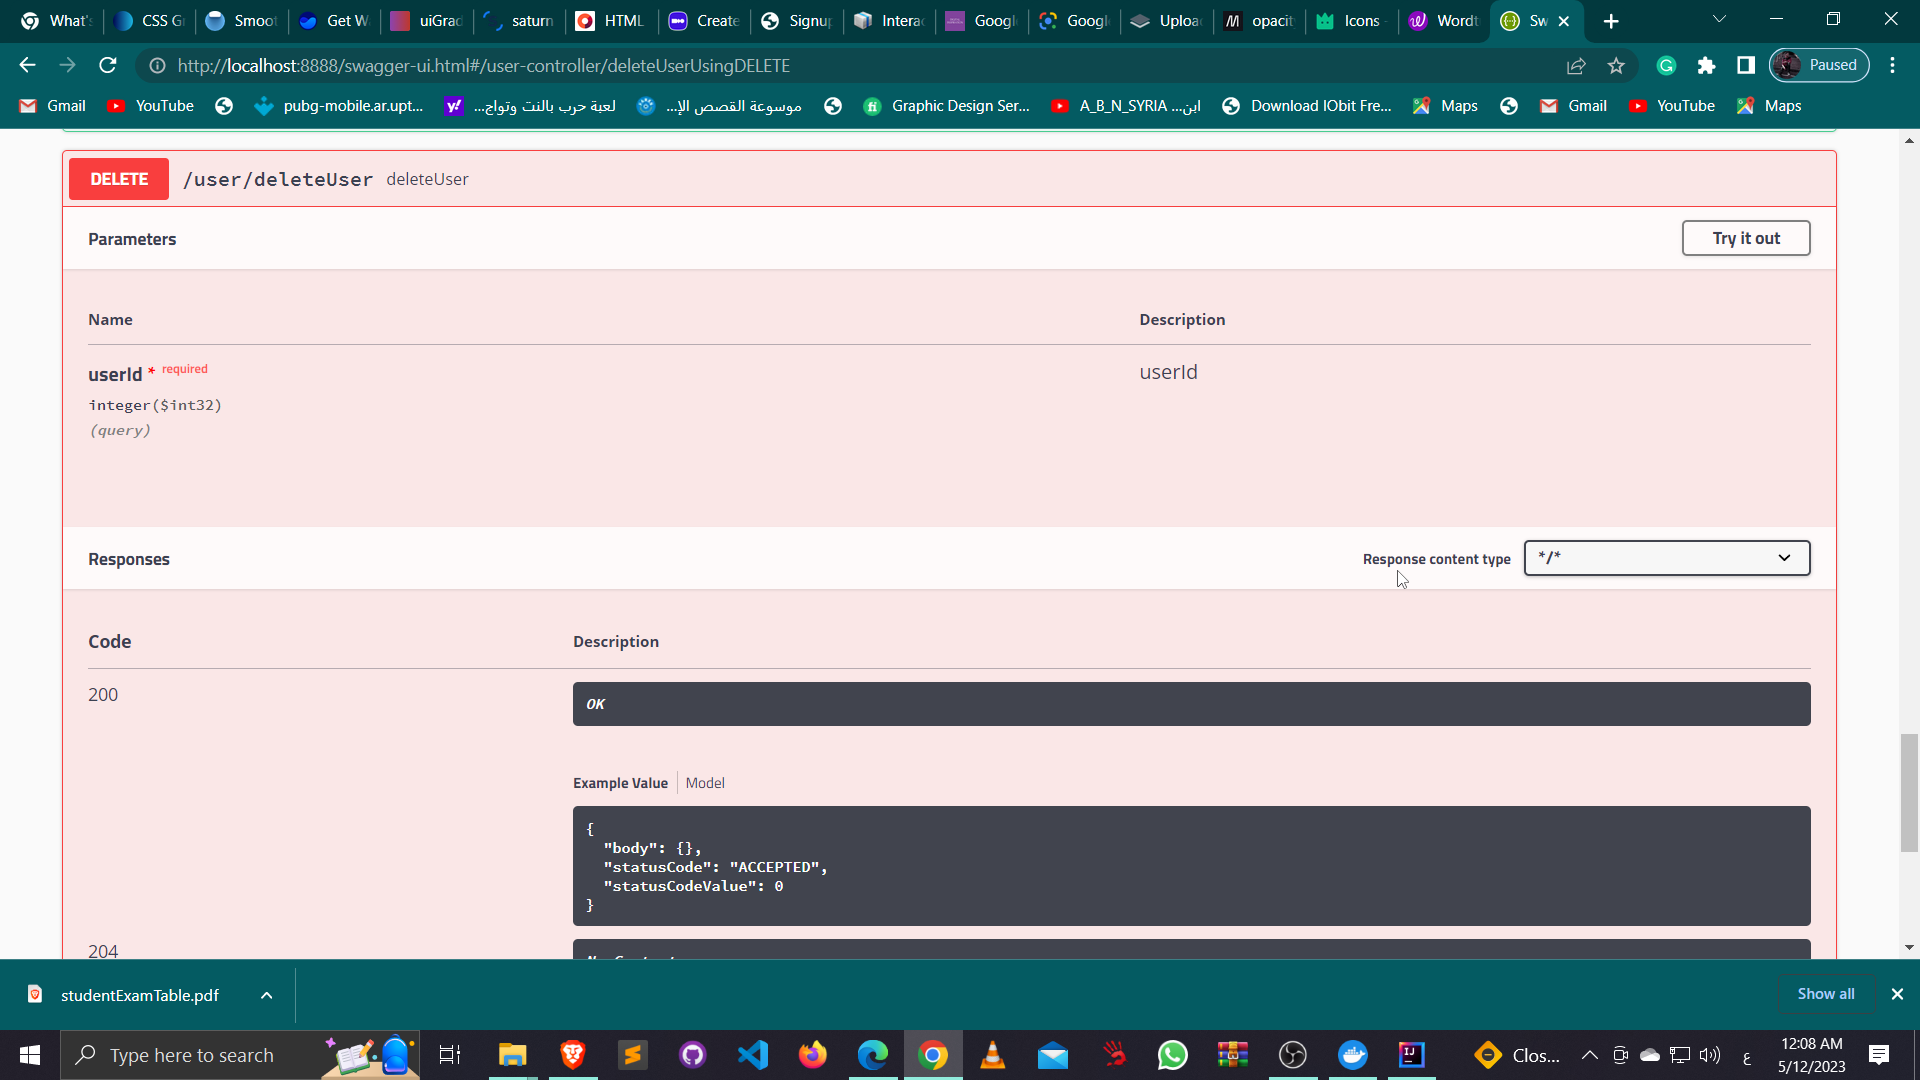 What's
CSS Gr
Smoot
Get W
uiGrad
saturn
HTML
Create
Signup
Interac
Googl
Googl
Upload
opacit
Icons -
Wordt
Sw
http://localhost:8888/swagger-ui.html#/user-controller/deleteUserUsingDELETE
Paused
Gmail
YouTube
pubg-mobile.ar.upt...
لعبة حرب بالنت وتواج...
موسوعة القصص الإ...
Graphic Design Ser...
A_B_N_SYRIA ...ابن
Download IObit Fre...
Maps
Gmail
YouTube
Maps
DELETE /user/deleteUser deleteUser
Parameters
Try it out
Name Description
userId * required userId
integer($int32)
(query)
Responses
Response content type */*
Code Description
200 OK
Example Value Model
{
"body": {},
"statusCode": "ACCEPTED",
"statusCodeValue": 0
}
204
studentExamTable.pdf
Show all
Type here to search
Clos...
ع
12:08 AM
5/12/2023